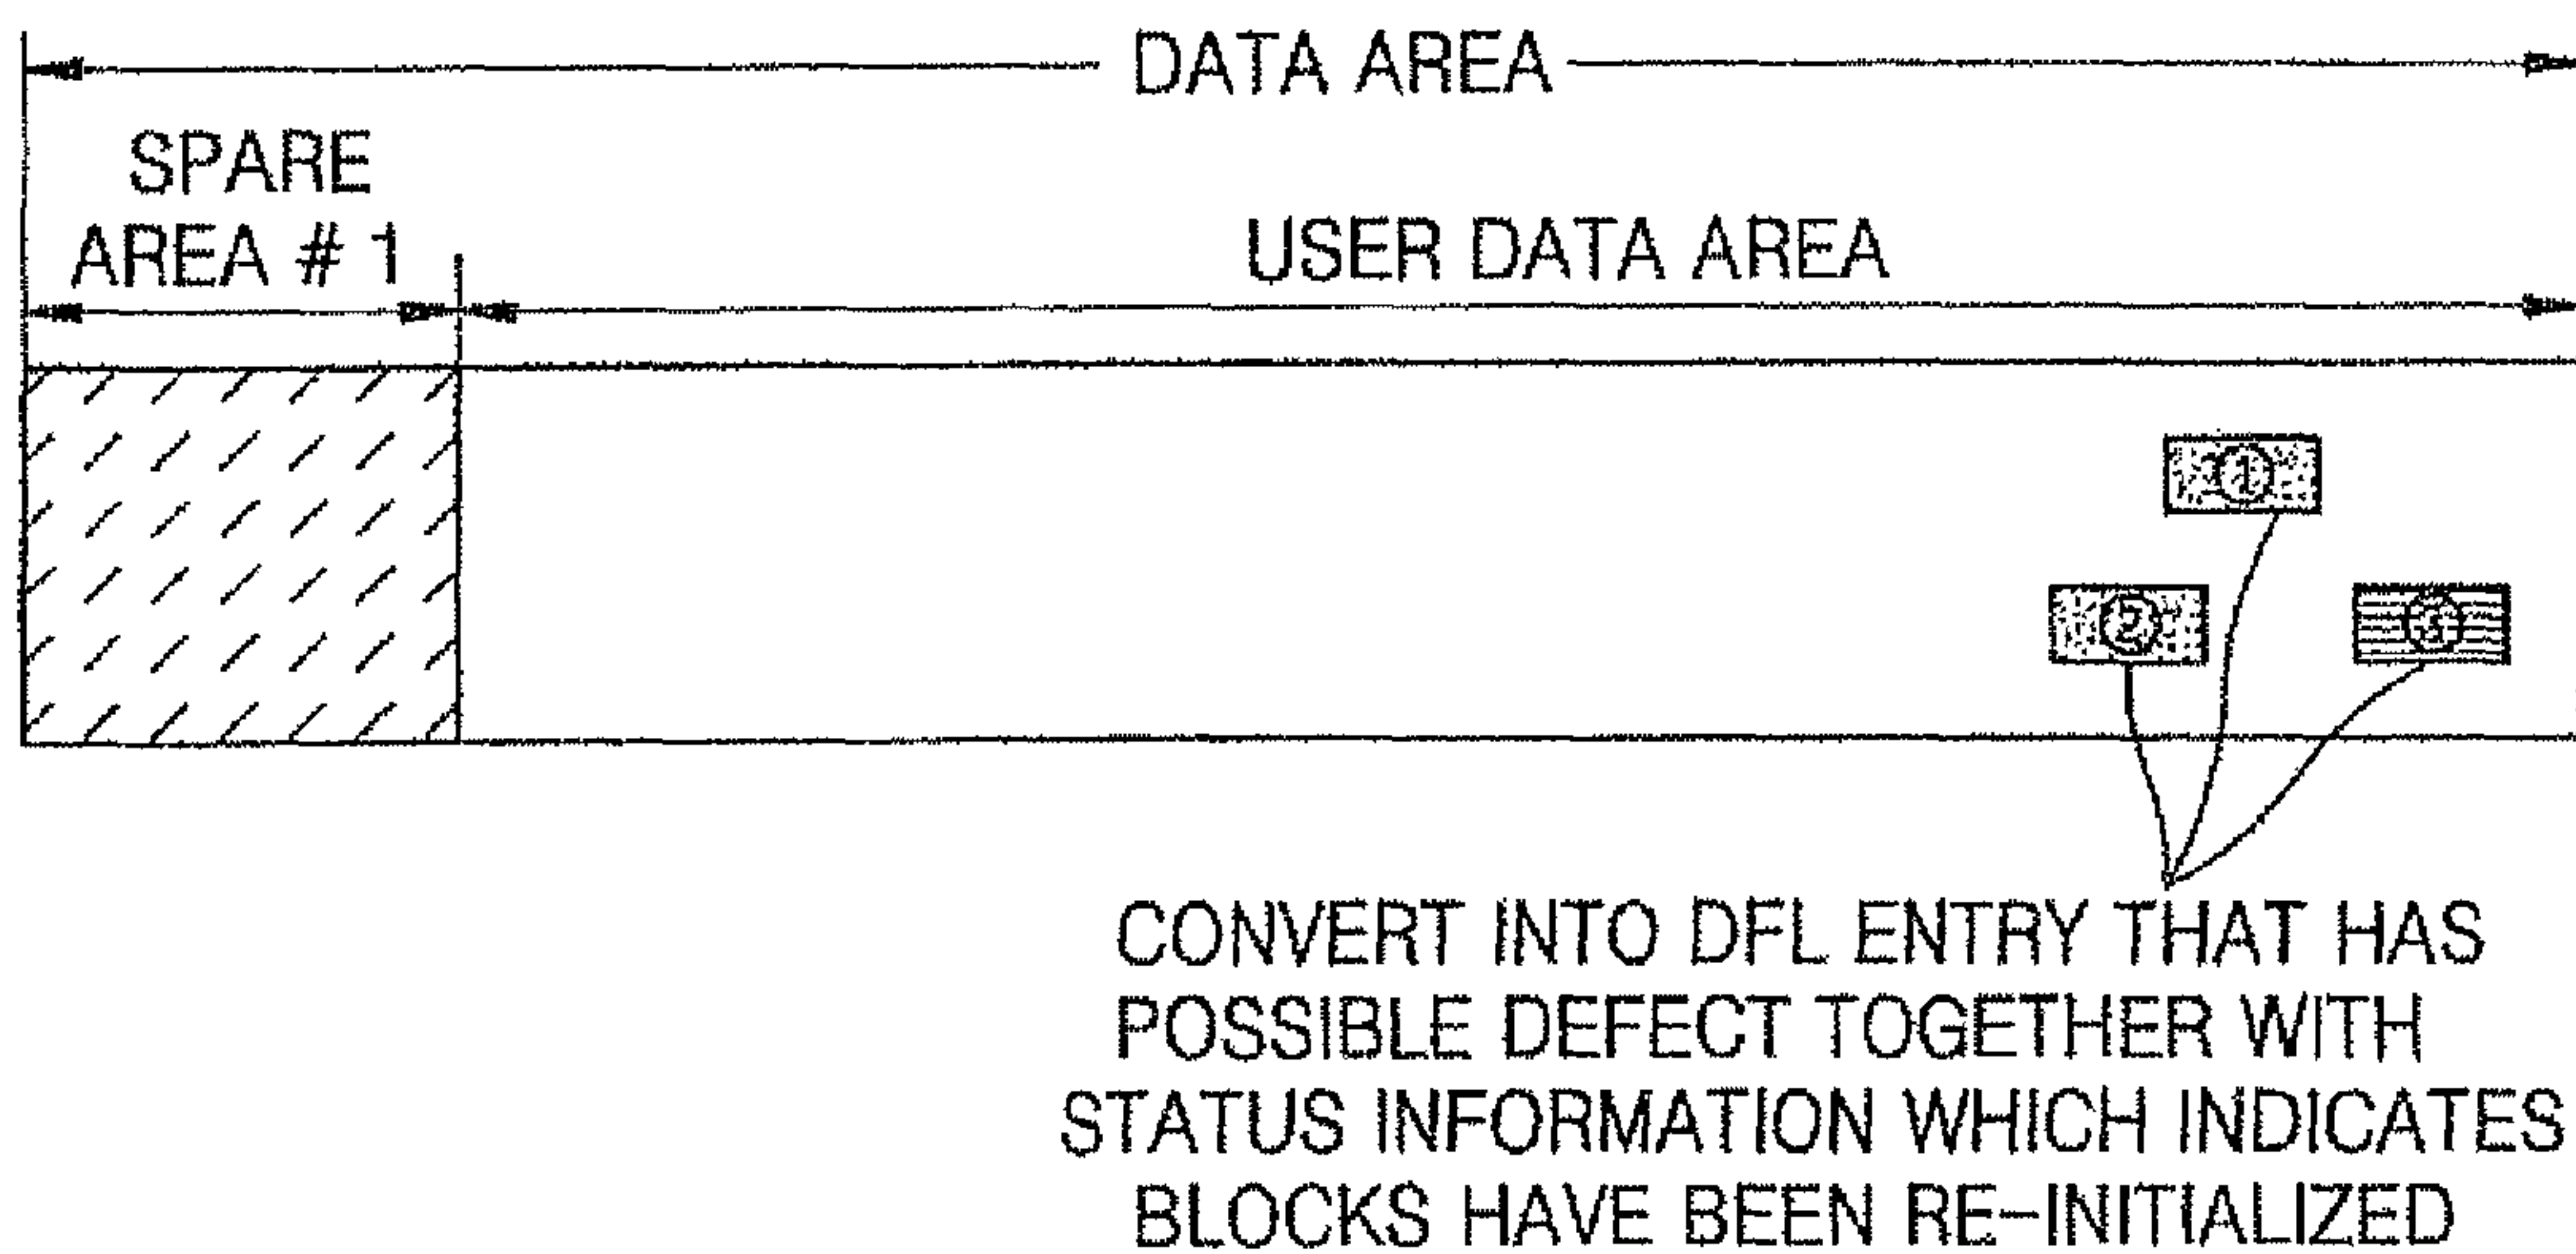 DATA AREA
SPARE
AREA # 1
USER DATA AREA
①
②
③
CONVERT INTO DFL ENTRY THAT HAS
POSSIBLE DEFECT TOGETHER WITH
STATUS INFORMATION WHICH INDICATES
BLOCKS HAVE BEEN RE-INITIALIZED